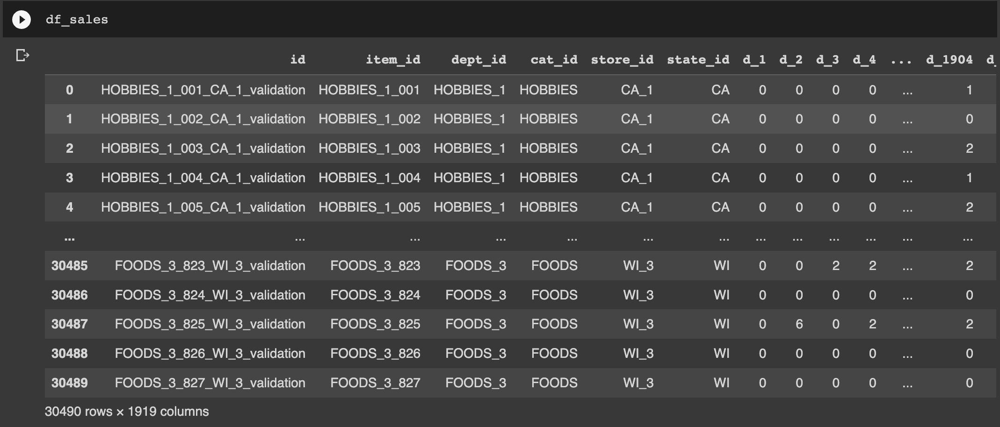 df_sales
id item_id dept_id cat_id store_id state_id d_1 d_2 d_3 d_4 ... d_1904 d_
0 HOBBIES_1_001_CA_1_validation HOBBIES_1_001 HOBBIES_1 HOBBIES CA_1 CA 0 0 0 0 ... 1
1 HOBBIES_1_002_CA_1_validation HOBBIES_1_002 HOBBIES_1 HOBBIES CA_1 CA 0 0 0 0 ... 0
2 HOBBIES_1_003_CA_1_validation HOBBIES_1_003 HOBBIES_1 HOBBIES CA_1 CA 0 0 0 0 ... 2
3 HOBBIES_1_004_CA_1_validation HOBBIES_1_004 HOBBIES_1 HOBBIES CA_1 CA 0 0 0 0 ... 1
4 HOBBIES_1_005_CA_1_validation HOBBIES_1_005 HOBBIES_1 HOBBIES CA_1 CA 0 0 0 0 ... 2
... ... ... ... ... ... ... ... ... ... ... ... ...
30485 FOODS_3_823_WI_3_validation FOODS_3_823 FOODS_3 FOODS WI_3 WI 0 0 2 2 ... 2
30486 FOODS_3_824_WI_3_validation FOODS_3_824 FOODS_3 FOODS WI_3 WI 0 0 0 0 ... 0
30487 FOODS_3_825_WI_3_validation FOODS_3_825 FOODS_3 FOODS WI_3 WI 0 6 0 2 ... 2
30488 FOODS_3_826_WI_3_validation FOODS_3_826 FOODS_3 FOODS WI_3 WI 0 0 0 0 ... 0
30489 FOODS_3_827_WI_3_validation FOODS_3_827 FOODS_3 FOODS WI_3 WI 0 0 0 0 ... 0
30490 rows × 1919 columns